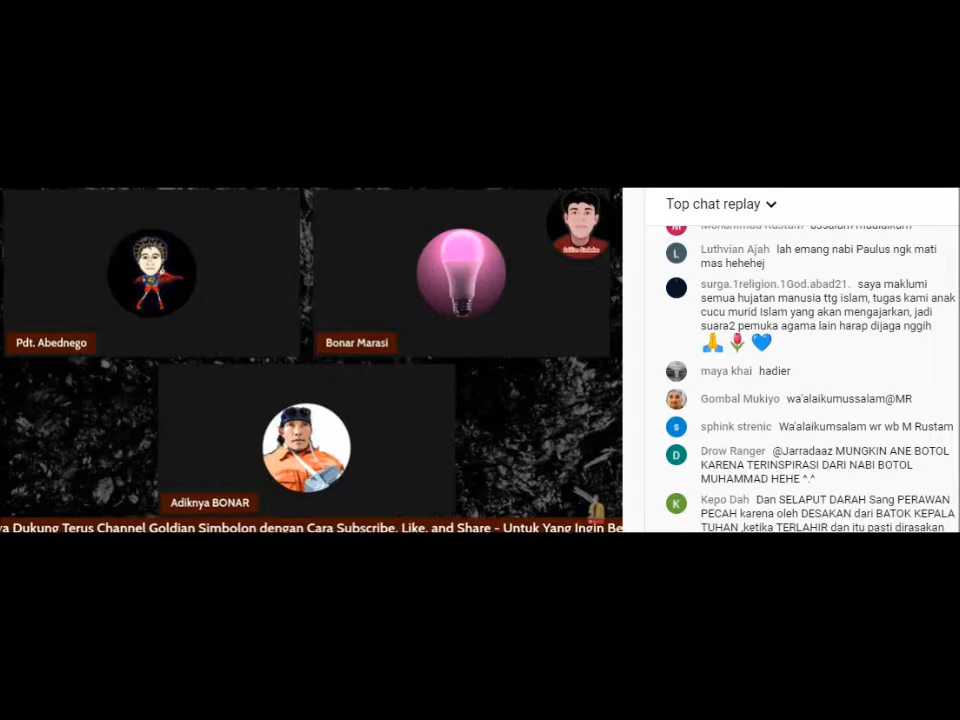 Pdt. Abednego
Bonar Marasi
Adiknya BONAR
Dukung Terus Channel Goldian Simbolon dengan Cara Subscribe, Like, and Share - Untuk Yang Ingin
Top chat replay
M
L
Luthvian Ajah lah emang nabi Paulus ngk mati
mas hehehej
surga.1religion.1God.abad21. saya maklumi
semua hujatan manusia ttg islam, tugas kami anak
cucu murid Islam yang akan mengajarkan, jadi
suara2 pemuka agama lain harap dijaga nggih
🙏🌷💙
maya khai hadier
Gombal Mukiyo wa'alaikumussalam@MR
s
sphink strenic Wa'alaikumsalam wr wb M Rustam
D
Drow Ranger @Jarradaaz MUNGKIN ANE BOTOL
KARENA TERINSPIRASI DARI NABI BOTOL
MUHAMMAD HEHE ^.^
K
Kepo Dah Dan SELAPUT DARAH Sang PERAWAN
PECAH karena oleh DESAKAN dari BATOK KEPALA
TUHAN ,ketika TERLAHIR dan itu pasti dirasakan